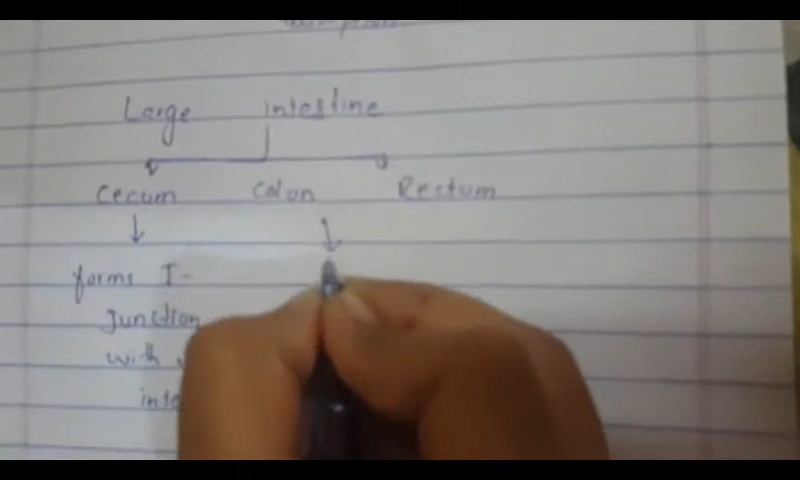 Large intestine
Cecum Colon Rectum
forms T-
Junction
with